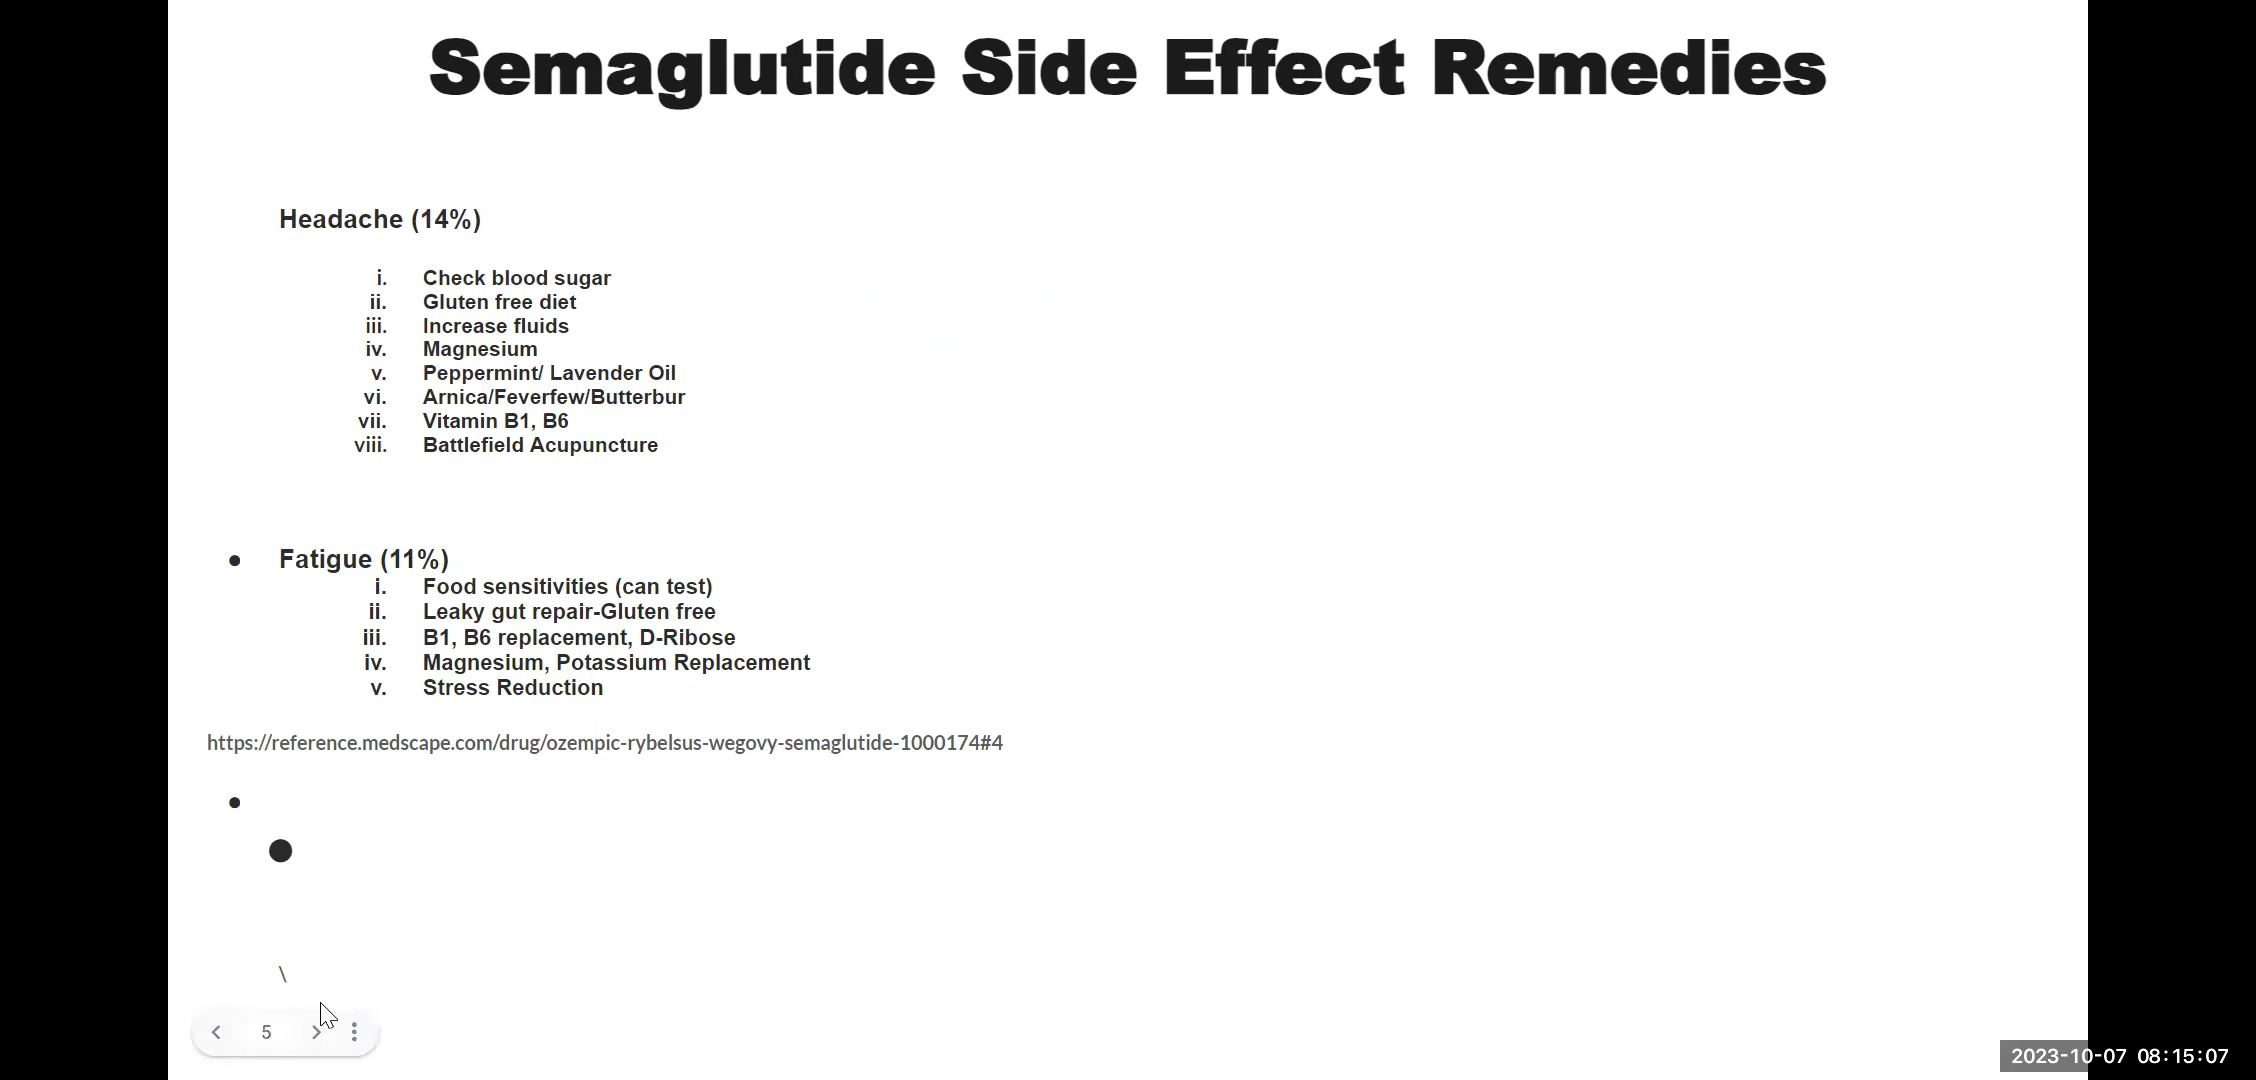 Semaglutide Side Effect Remedies
Headache (14%)
i. Check blood sugar
ii. Gluten free diet
iii. Increase fluids
iv. Magnesium
v. Peppermint/ Lavender Oil
vi. Arnica/Feverfew/Butterbur
vii. Vitamin B1, B6
viii. Battlefield Acupuncture
● Fatigue (11%)
i. Food sensitivities (can test)
ii. Leaky gut repair-Gluten free
iii. B1, B6 replacement, D-Ribose
iv. Magnesium, Potassium Replacement
v. Stress Reduction
https://reference.medscape.com/drug/ozempic-rybelsus-wegovy-semaglutide-1000174#4
●
●
\
5
2023-10-07 08:15:07